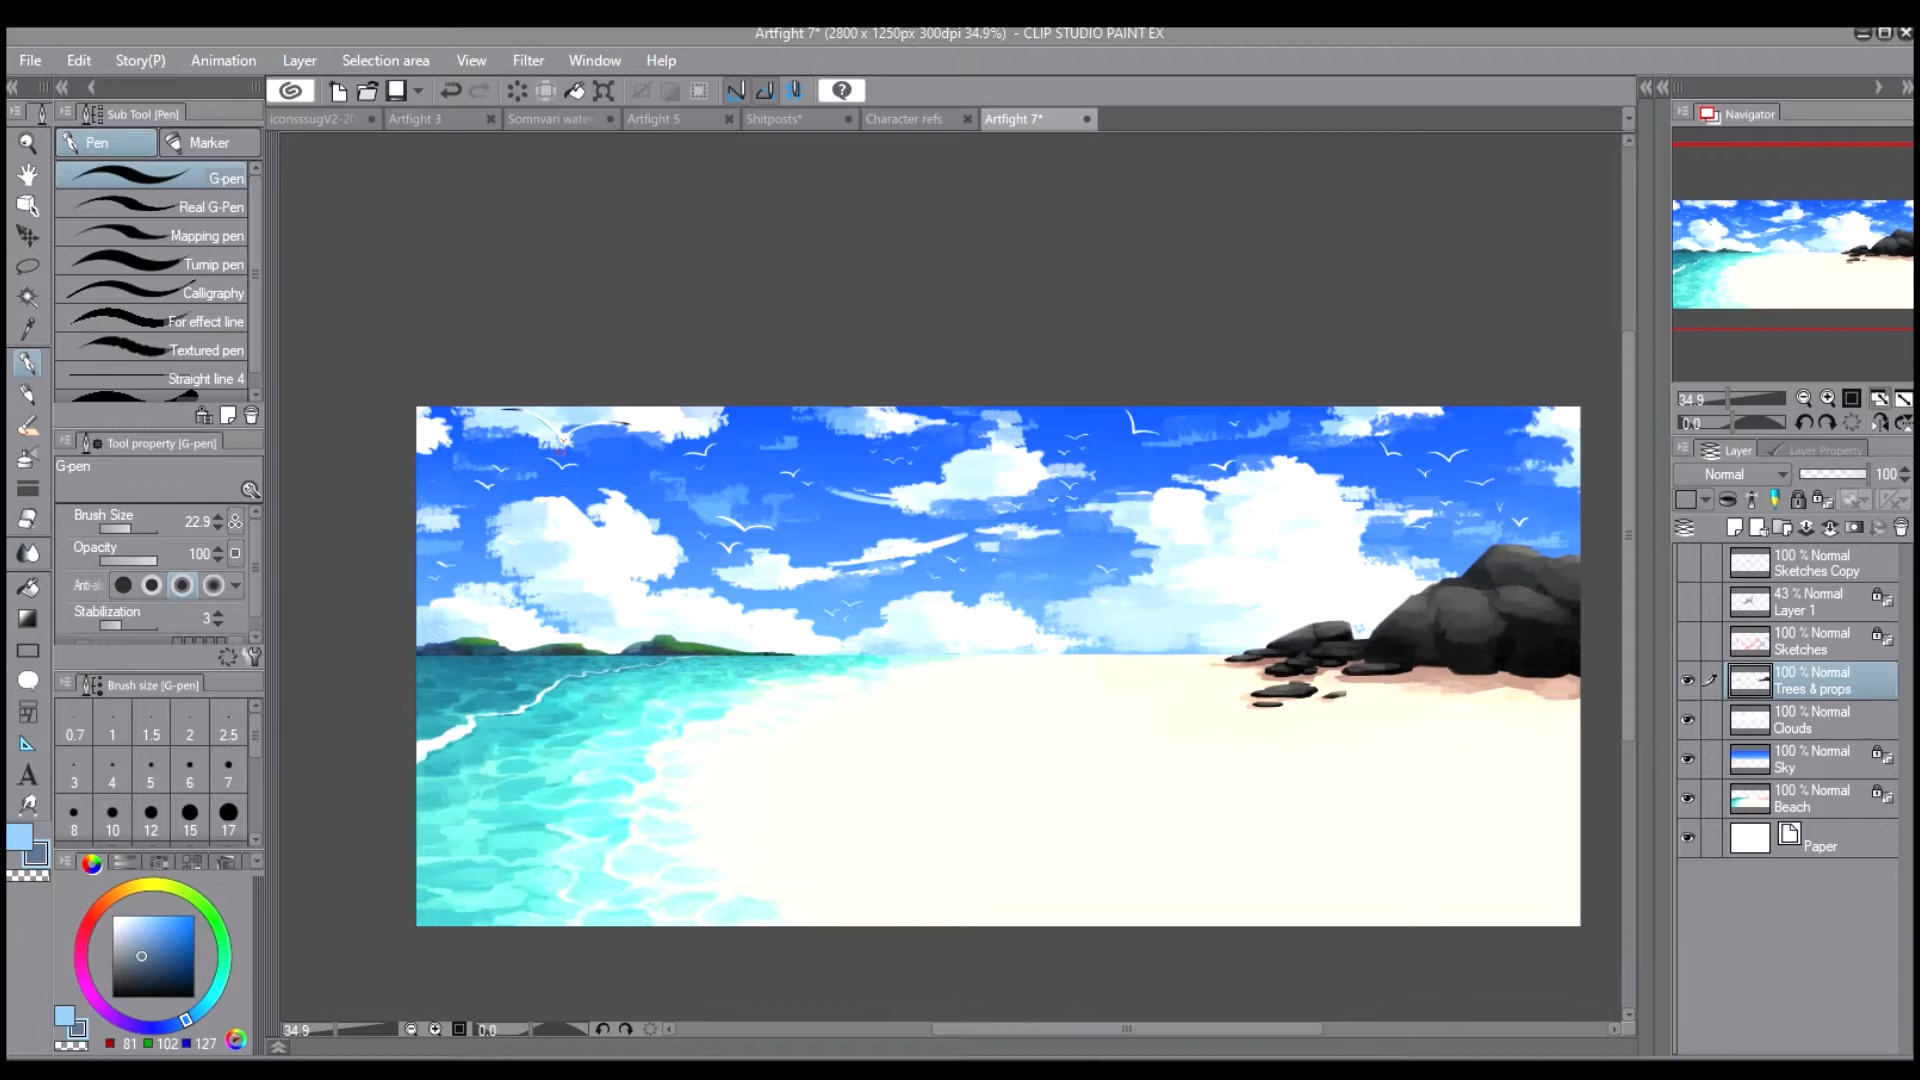 Artfight 7* (2800 x 1250px 300dpi 34.9%) - CLIP STUDIO PAINT EX
File Edit Story(P) Animation Layer Selection area View Filter Window Help
Sub Tool [Pen]
Pen Marker
G-pen
Real G-Pen
Mapping pen
Turnip pen
Calligraphy
For effect line
Textured pen
Straight line 4
Tool property [G-pen]
G-pen
Brush Size 22.9
Opacity 100
Anti-al
Stabilization 3
Brush size [G-pen]
0.7 1 1.5 2 2.5
3 4 5 6 7
8 10 12 15 17
81 102 127
iconsssugV2-20 Artfight 3 Somnvari water Artfight 5 Shitposts* Character refs Artfight 7*
34.9 0.0
Navigator
34.9
0.0
Layer Layer Property
Normal 100
100 % Normal
Sketches Copy
43 % Normal
Layer 1
100 % Normal
Sketches
100 % Normal
Trees & props
100 % Normal
Clouds
100 % Normal
Sky
100 % Normal
Beach
Paper